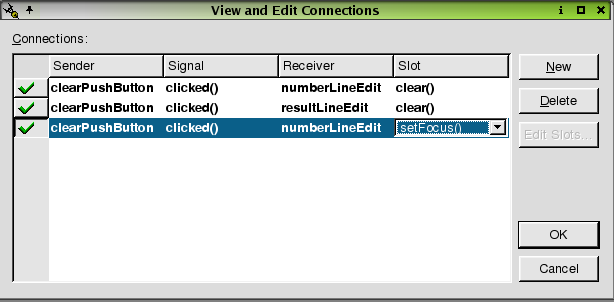 View and Edit Connections
Connections:
Sender Signal Receiver Slot
clearPushButton clicked() numberLineEdit clear()
clearPushButton clicked() resultLineEdit clear()
clearPushButton clicked() numberLineEdit setFocus()
New
Delete
Edit Slots...
OK
Cancel